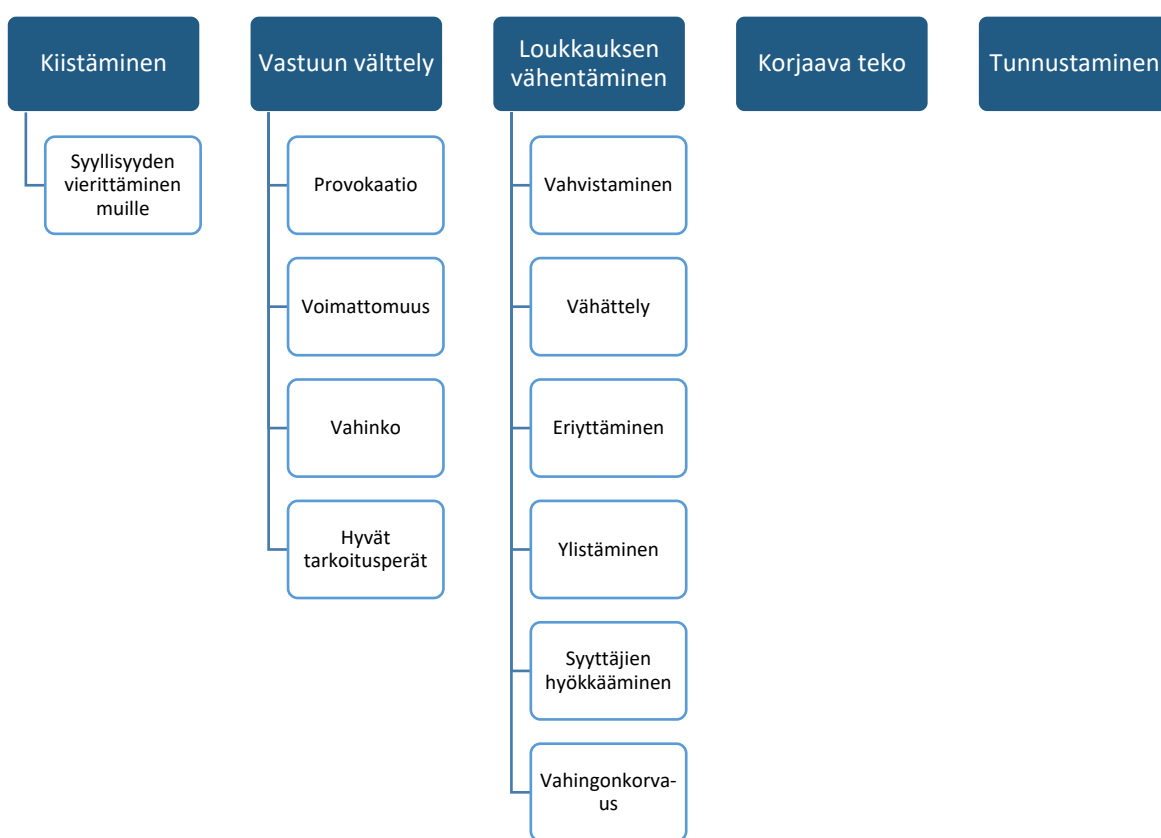 Kiistäminen
Syyllisyyden
vierittäminen
muille
Vastuun välttely
Provokaatio
Voimattomuus
Vahinko
Hyvät
tarkoitusperät
Loukkauksen
vähentäminen
Vahvistaminen
Vähättely
Eriyttäminen
Ylistäminen
Syyttäjien
hyökkääminen
Vahingonkorva-
us
Korjaava teko
Tunnustaminen